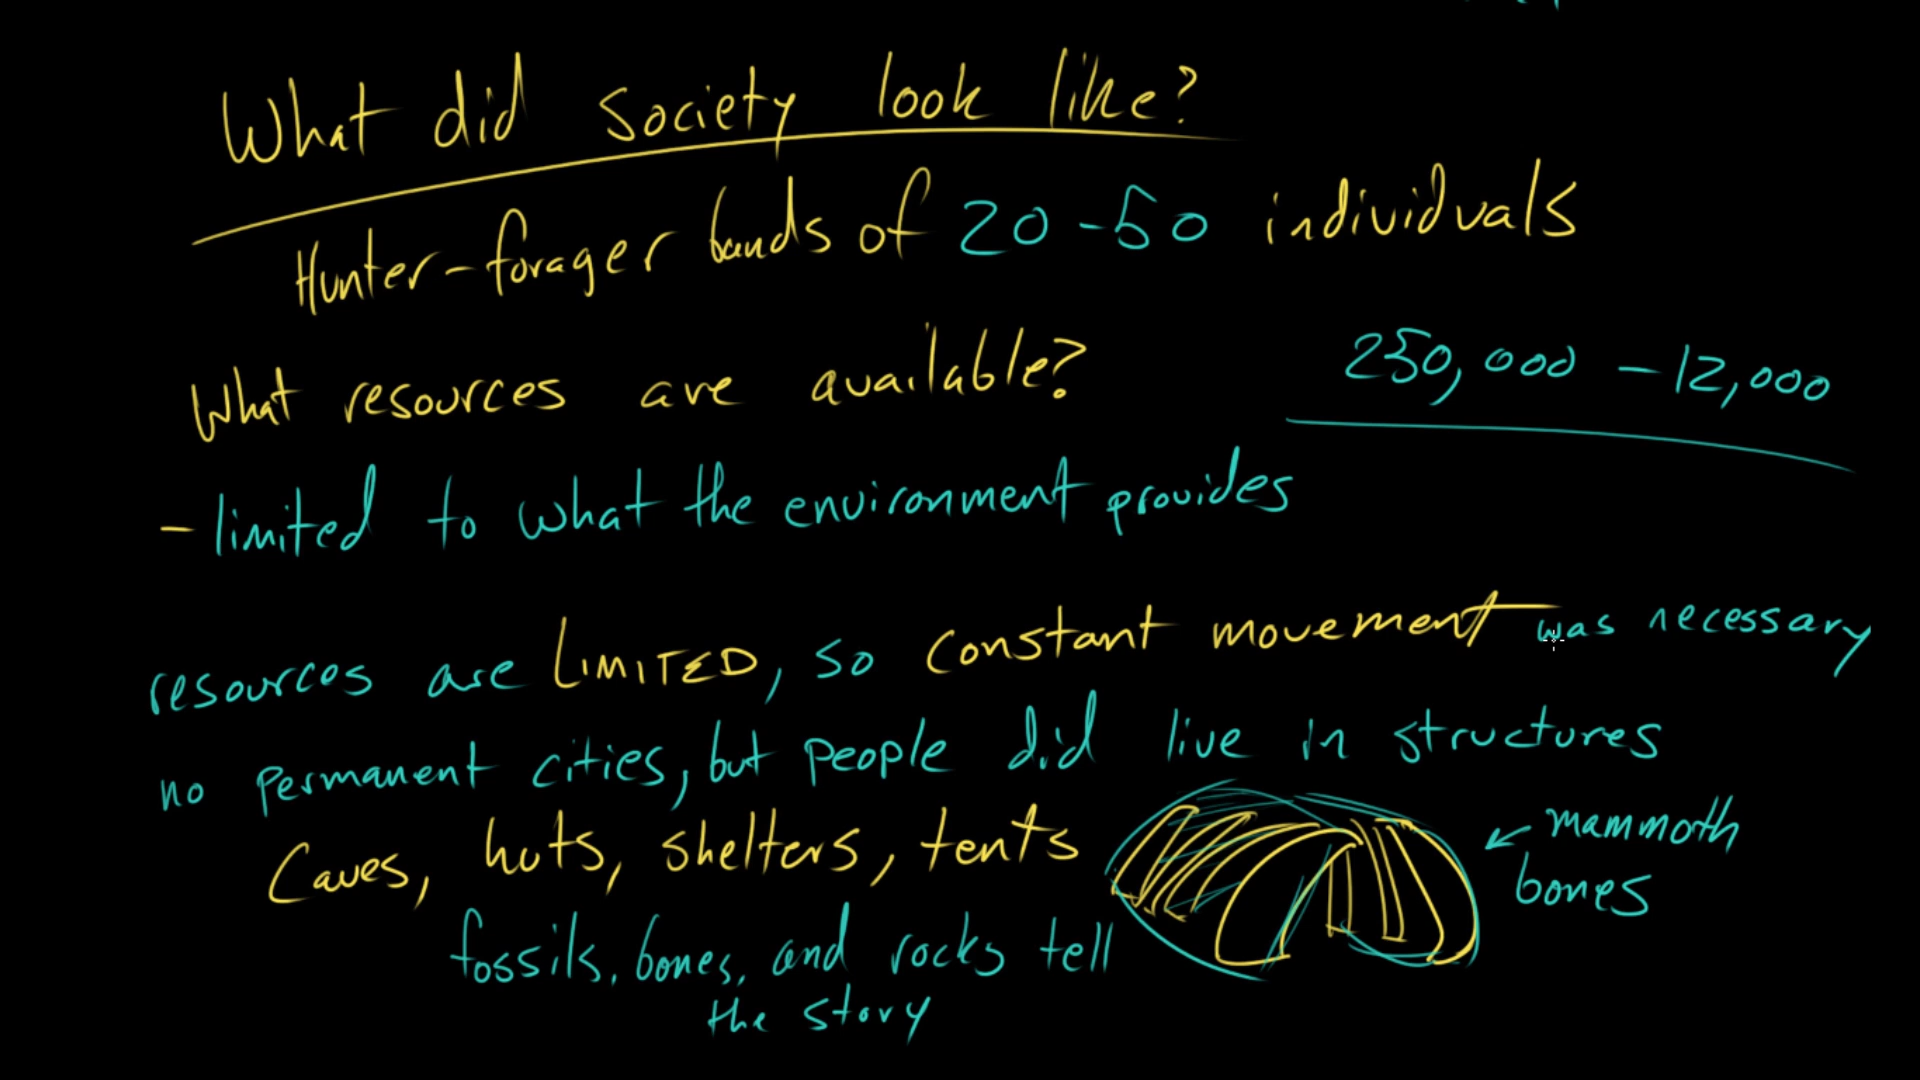 What did society look like?
Hunter-forager bands of 20-50 individuals
What resources are available?
250,000 - 12,000
- limited to what the environment provides
resources are LIMITED, so constant movement was necessary
no permanent cities, but people did live in structures
Caves, huts, shelters, tents
mammoth
bones
fossils, bones, and rocks tell
the story